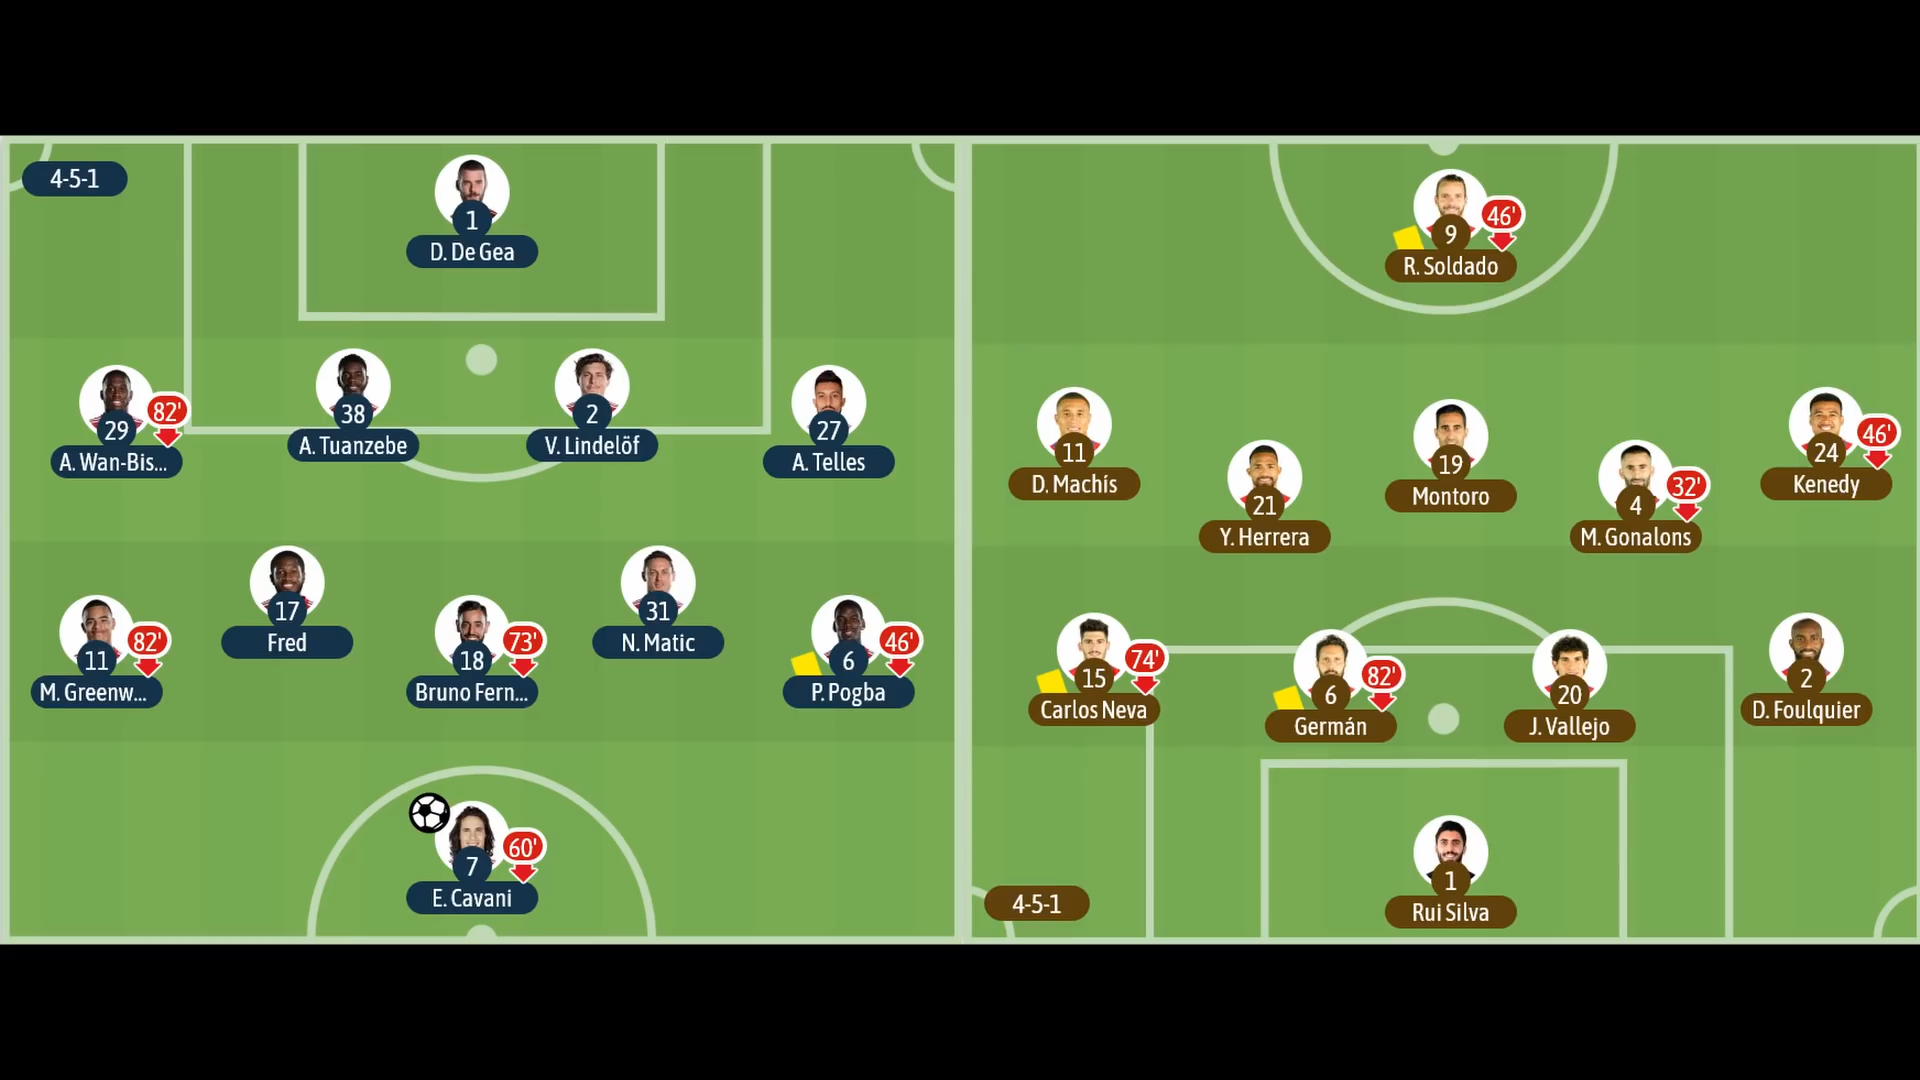 4-5-1
1
D. De Gea
29
82'
A. Wan-Bis...
38
A. Tuanzebe
2
V. Lindelöf
27
A. Telles
11
82'
M. Greenw...
17
Fred
18
73'
Bruno Fern...
31
N. Matic
6
46'
P. Pogba
7
60'
E. Cavani
9
46'
R. Soldado
11
D. Machís
21
Y. Herrera
19
Montoro
4
32'
M. Gonalons
24
46'
Kenedy
15
74'
Carlos Neva
6
82'
Germán
20
J. Vallejo
2
D. Foulquier
1
Rui Silva
4-5-1